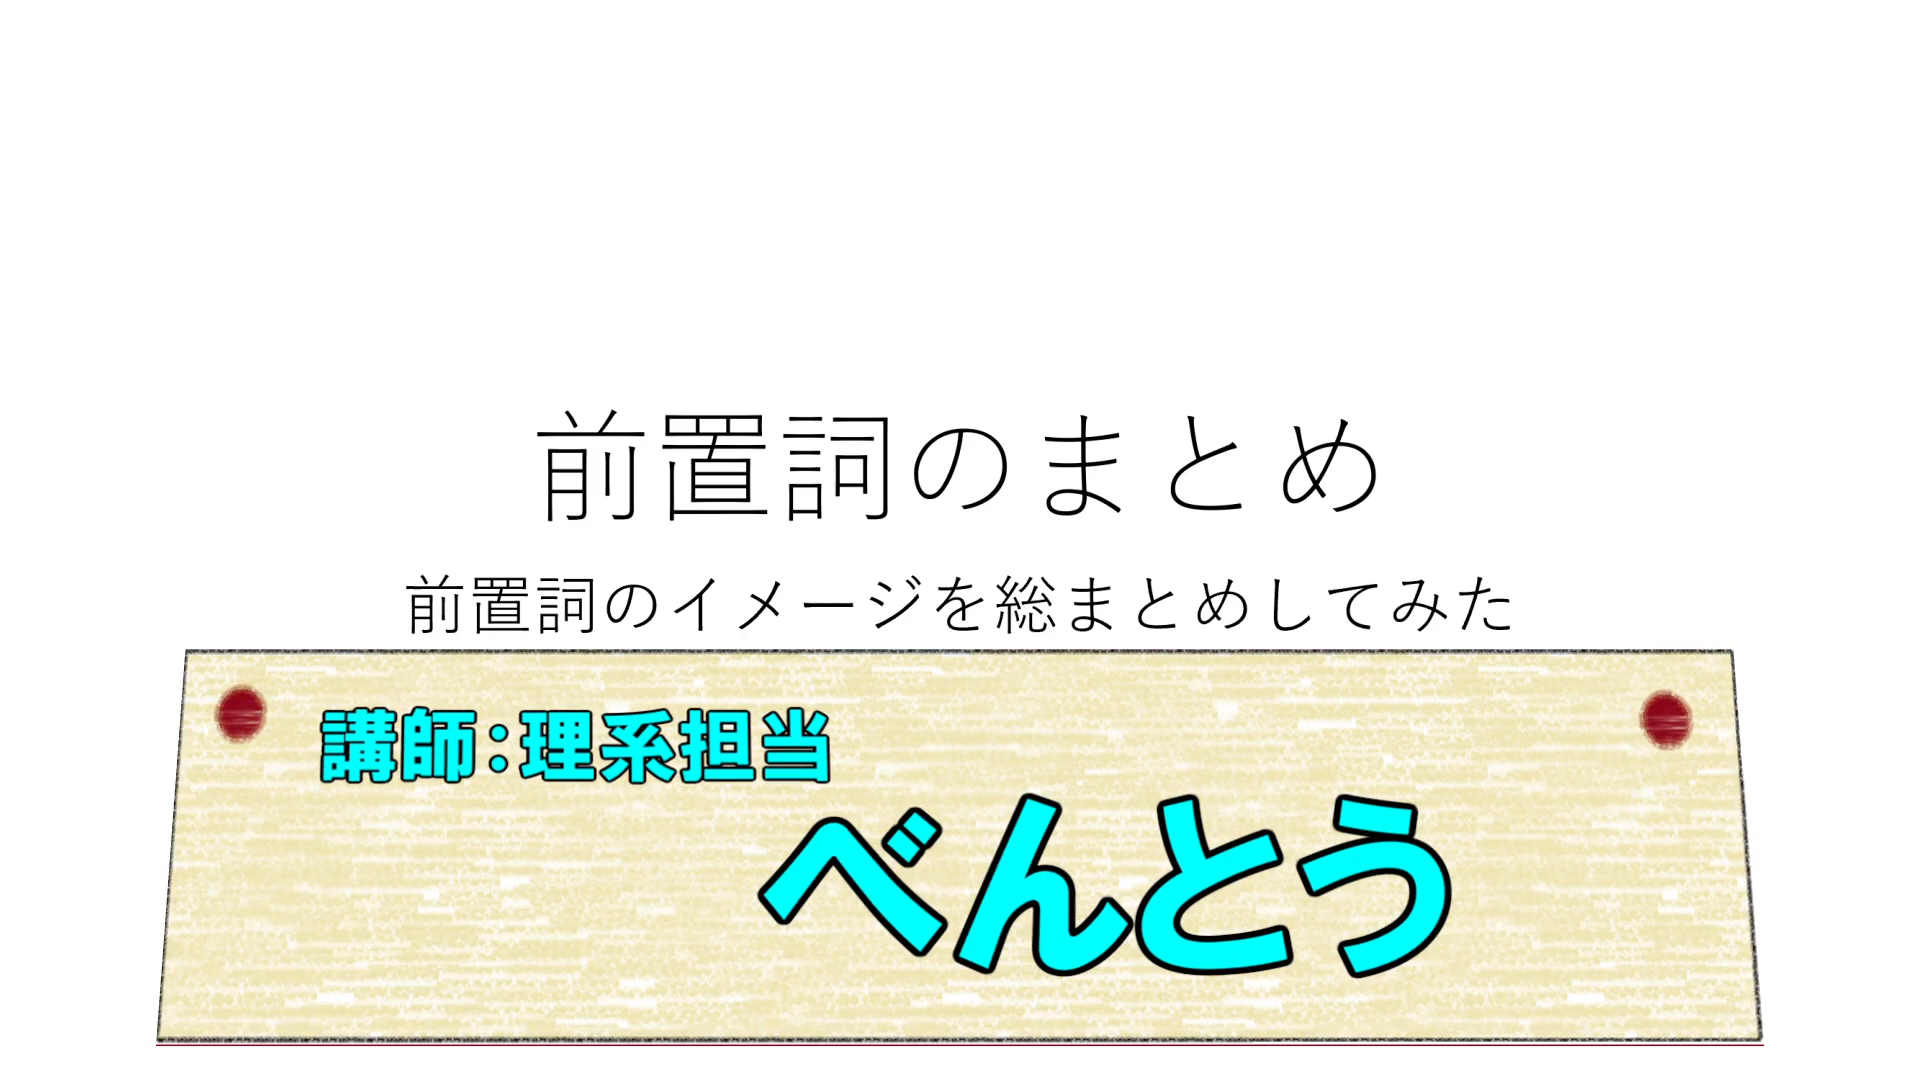 前置詞のまとめ
前置詞のイメージを総まとめしてみた
講師:理系担当
べんとう